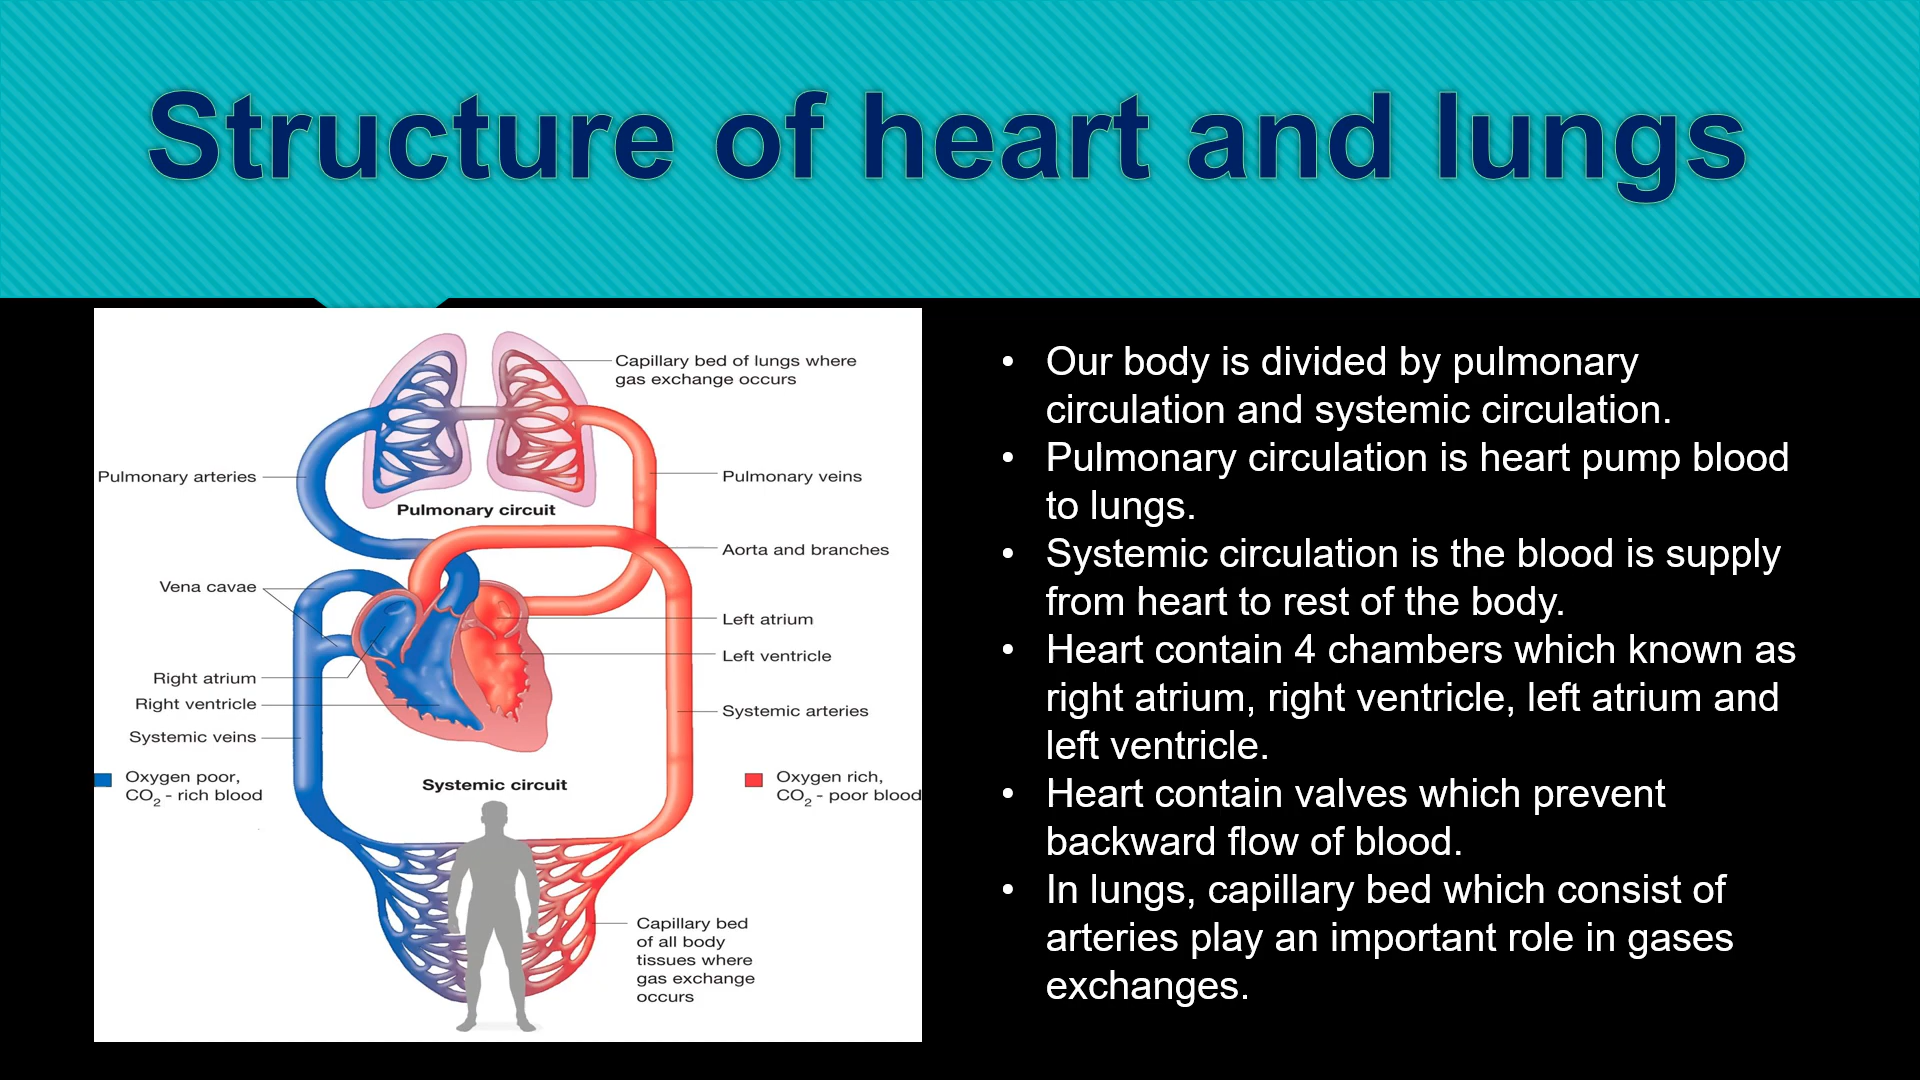 Structure of heart and lungs
Capillary bed of lungs where
gas exchange occurs
Pulmonary arteries
Pulmonary veins
Pulmonary circuit
Aorta and branches
Vena cavae
Left atrium
Left ventricle
Right atrium
Right ventricle
Systemic arteries
Systemic veins
Oxygen poor,
CO2 - rich blood
Systemic circuit
Oxygen rich,
CO2 - poor blood
Capillary bed
of all body
tissues where
gas exchange
occurs
• Our body is divided by pulmonary
circulation and systemic circulation.
• Pulmonary circulation is heart pump blood
to lungs.
• Systemic circulation is the blood is supply
from heart to rest of the body.
• Heart contain 4 chambers which known as
right atrium, right ventricle, left atrium and
left ventricle.
• Heart contain valves which prevent
backward flow of blood.
• In lungs, capillary bed which consist of
arteries play an important role in gases
exchanges.